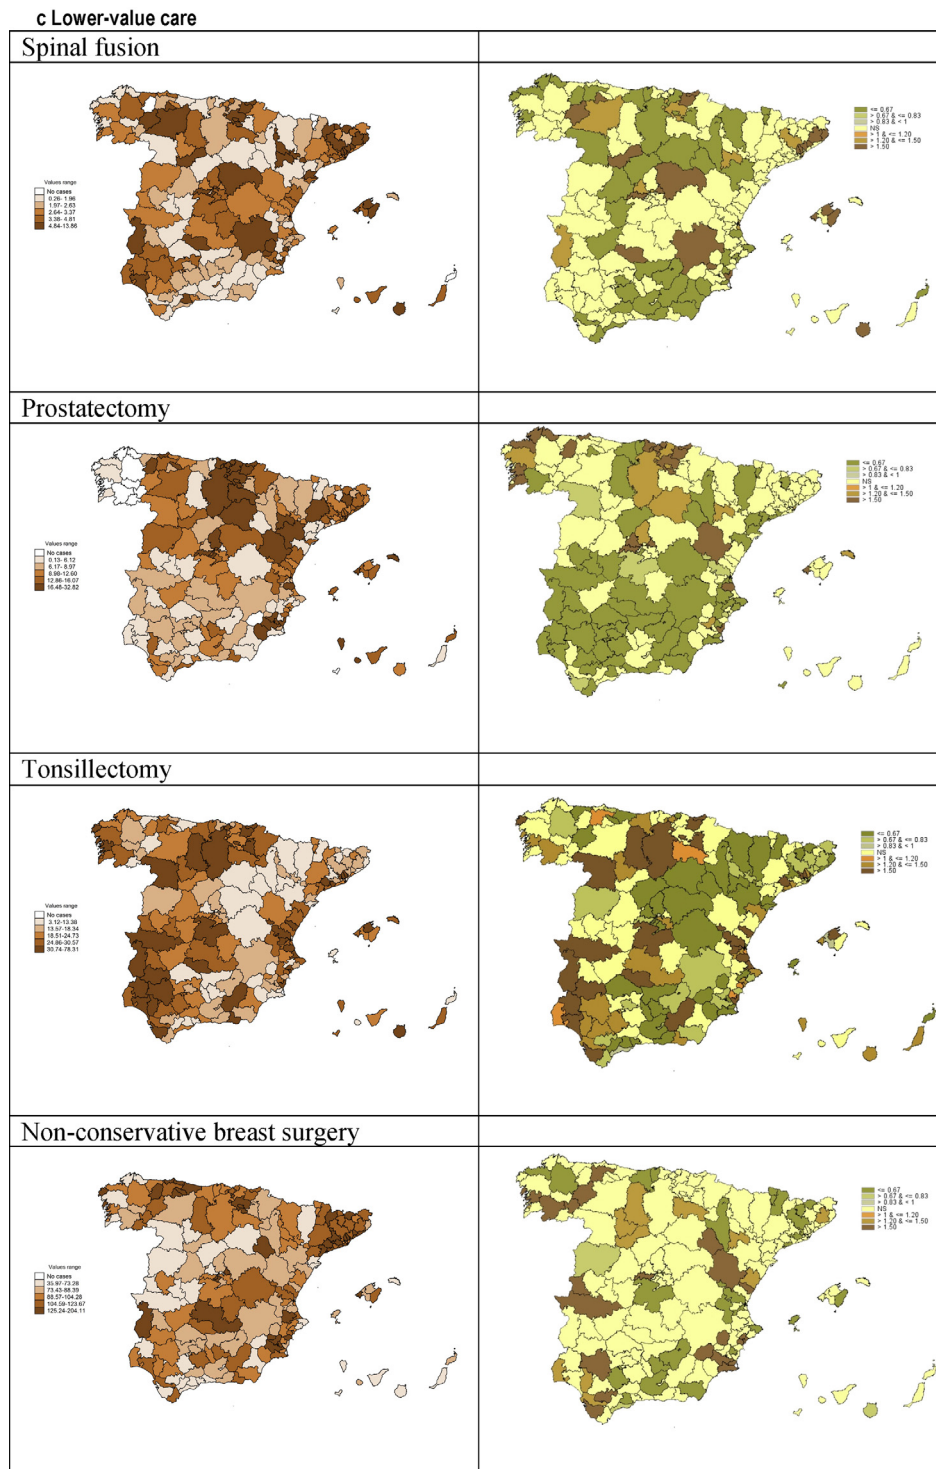 c Lower-value care
Spinal fusion
Values range
No cases
0.26- 1.96
1.97- 2.63
2.64- 3.37
3.38- 4.81
4.84-13.86
<= 0.67
> 0.67 & <= 0.83
> 0.83 & < 1
NS
> 1 & <= 1.20
> 1.20 & <= 1.50
> 1.50
Prostatectomy
Values range
No cases
0.13- 6.12
6.17- 8.97
8.98-12.60
12.86-16.07
16.48-32.82
<= 0.67
> 0.67 & <= 0.83
> 0.83 & < 1
NS
> 1 & <= 1.20
> 1.20 & <= 1.50
> 1.50
Tonsillectomy
Values range
No cases
3.12-13.38
13.57-18.34
18.51-24.73
24.86-30.57
30.74-78.31
<= 0.67
> 0.67 & <= 0.83
> 0.83 & < 1
NS
> 1 & <= 1.20
> 1.20 & <= 1.50
> 1.50
Non-conservative breast surgery
Values range
No cases
35.97-73.28
73.43-88.39
88.57-104.28
104.59-123.67
125.24-204.11
<= 0.67
> 0.67 & <= 0.83
> 0.83 & < 1
NS
> 1 & <= 1.20
> 1.20 & <= 1.50
> 1.50